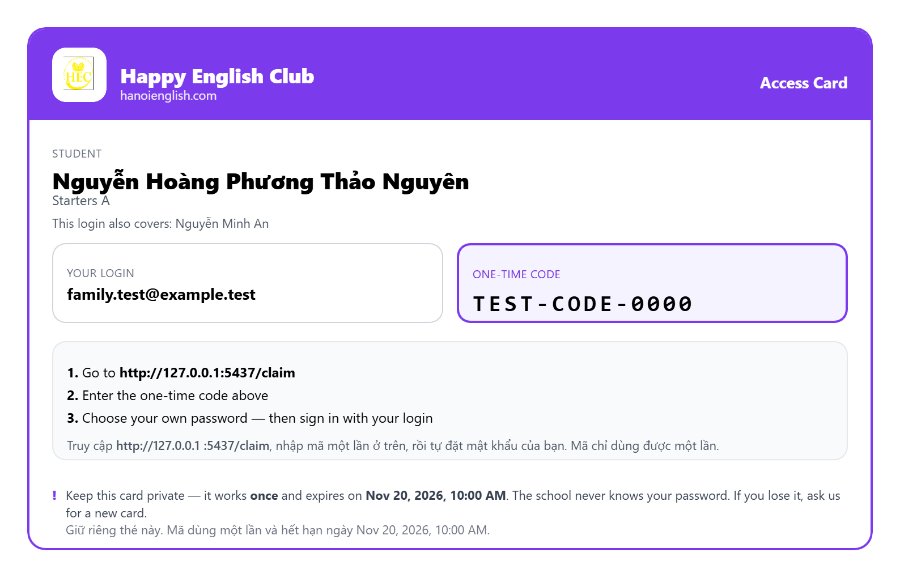 HEC
Happy English Club
hanoienglish.com
Access Card
STUDENT
Nguyễn Hoàng Phương Thảo Nguyên
Starters A
This login also covers: Nguyễn Minh An
YOUR LOGIN
family.test@example.test
ONE-TIME CODE
TEST-CODE-0000
1. Go to http://127.0.0.1:5437/claim
2. Enter the one-time code above
3. Choose your own password — then sign in with your login
Truy cập http://127.0.0.1 :5437/claim, nhập mã một lần ở trên, rồi tự đặt mật khẩu của bạn. Mã chỉ dùng được một lần.
! Keep this card private — it works once and expires on Nov 20, 2026, 10:00 AM. The school never knows your password. If you lose it, ask us
for a new card.
Giữ riêng thẻ này. Mã dùng một lần và hết hạn ngày Nov 20, 2026, 10:00 AM.